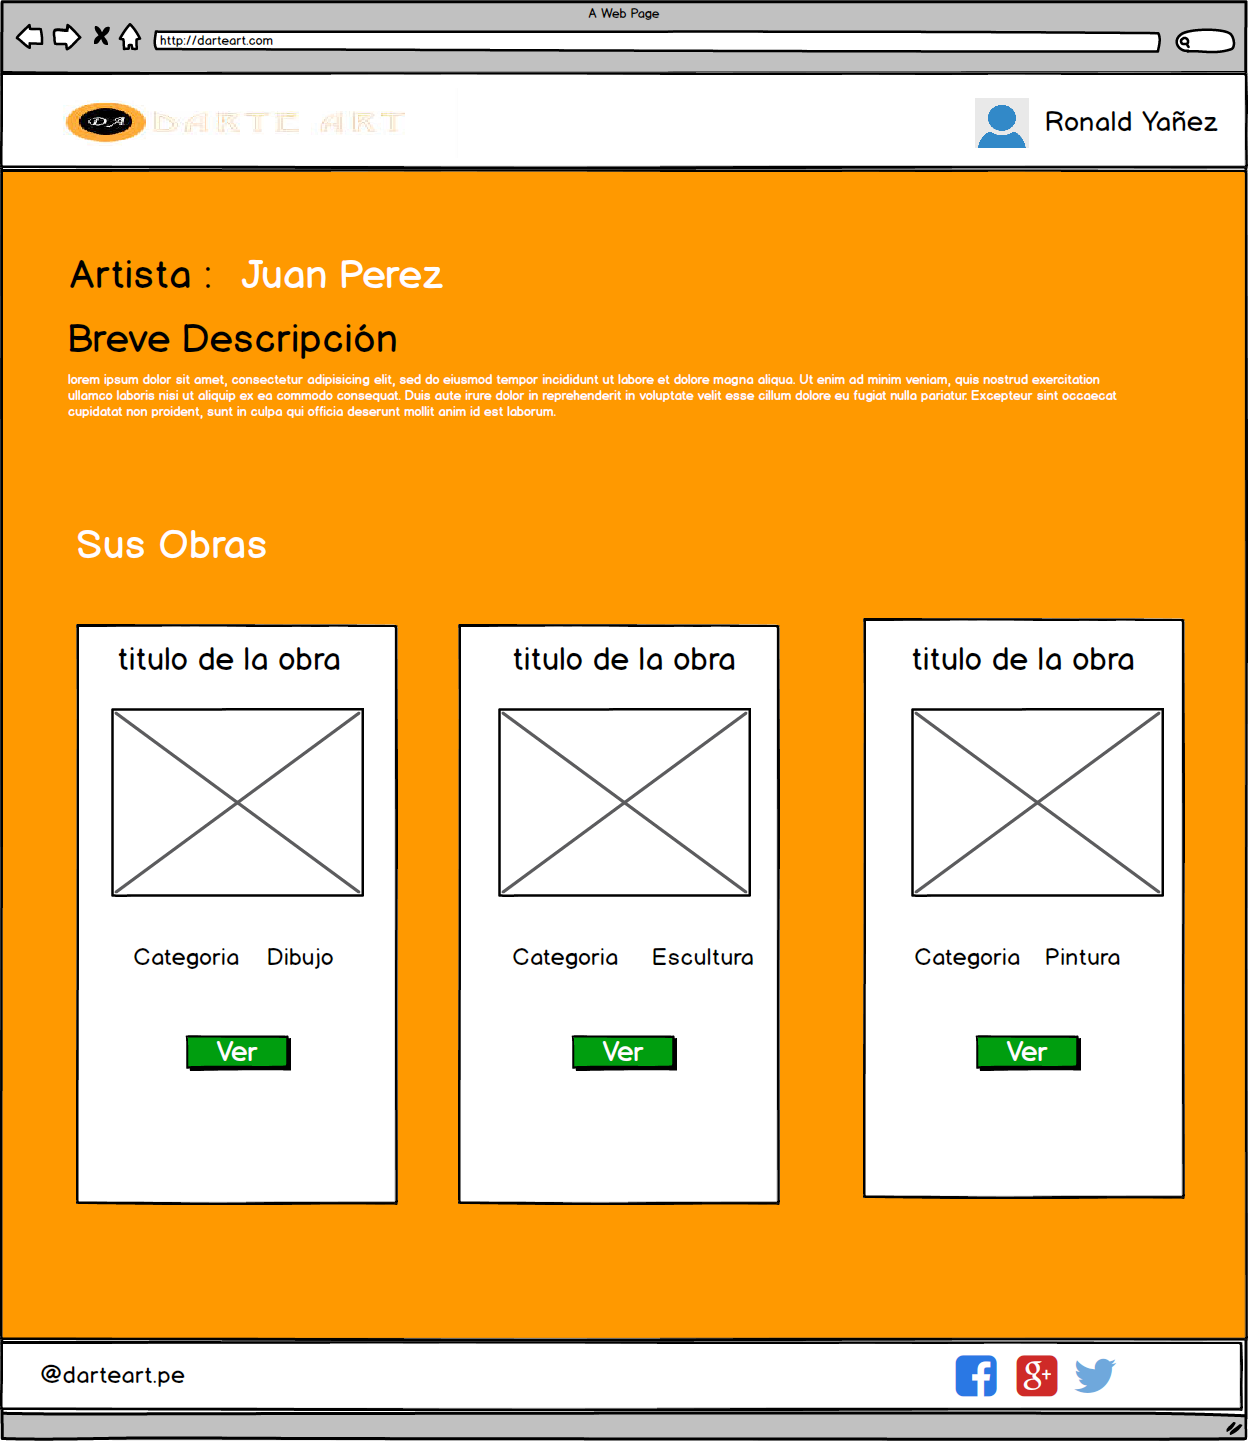 A Web Page
http://darteart.com
DA DARTE ART
Ronald Yañez
Artista : Juan Perez
Breve Descripción
lorem ipsum dolor sit amet, consectetur adipisicing elit, sed do eiusmod tempor incididunt ut labore et dolore magna aliqua. Ut enim ad minim veniam, quis nostrud exercitation
ullamco laboris nisi ut aliquip ex ea commodo consequat. Duis aute irure dolor in reprehenderit in voluptate velit esse cillum dolore eu fugiat nulla pariatur. Excepteur sint occaecat
cupidatat non proident, sunt in culpa qui officia deserunt mollit anim id est laborum.
Sus Obras
titulo de la obra
Categoria Dibujo
Ver
titulo de la obra
Categoria Escultura
Ver
titulo de la obra
Categoria Pintura
Ver
@darteart.pe
f g+